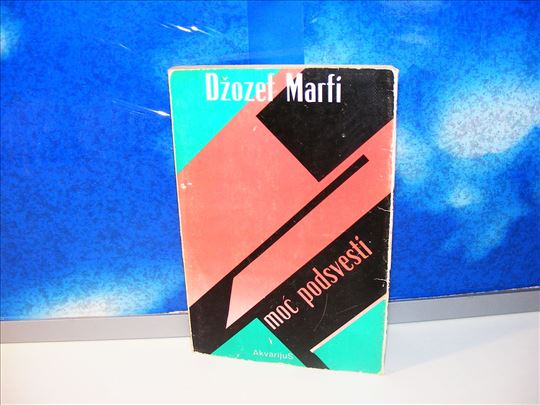 Džozef Marfi
moć podsvesti
AkvarijuS